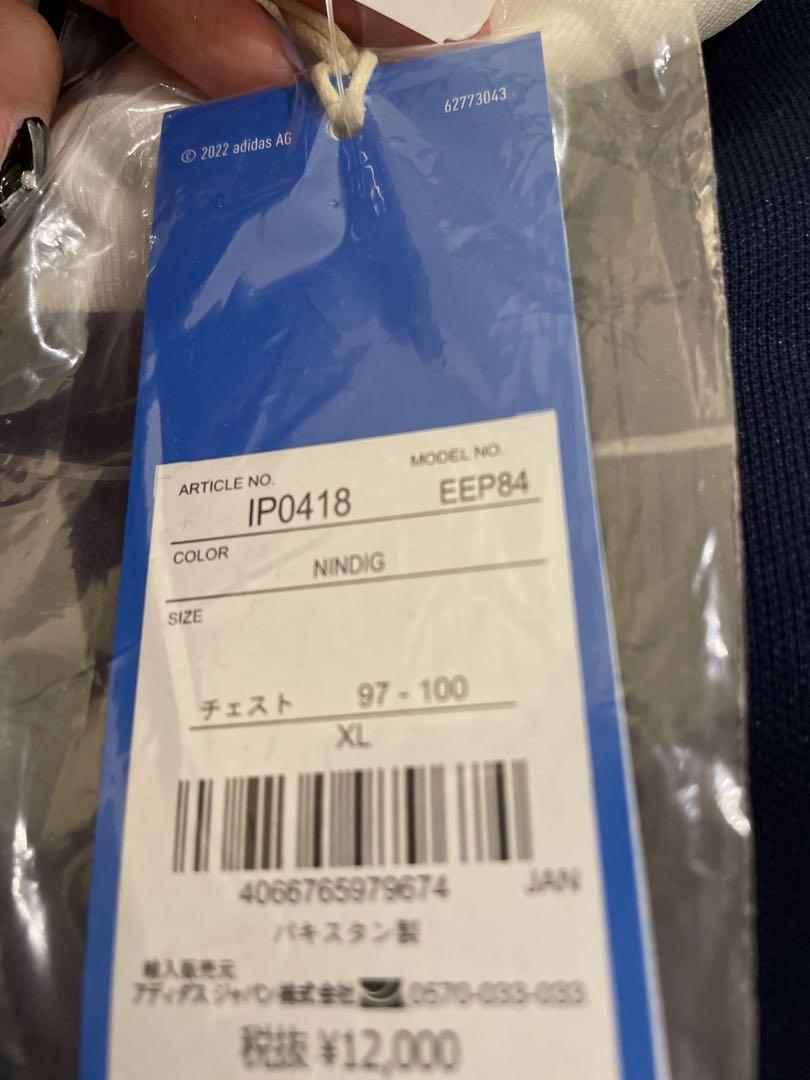 62773043
© 2022 adidas AG
ARTICLE NO. MODEL NO.
IP0418 EEP84
COLOR
NINDIG
SIZE
チェスト 97 - 100
XL
4066765979674 JAN
パキスタン製
輸入販売元
アディダス ジャパン株式会社 0570-033-033
税抜 ¥12,000